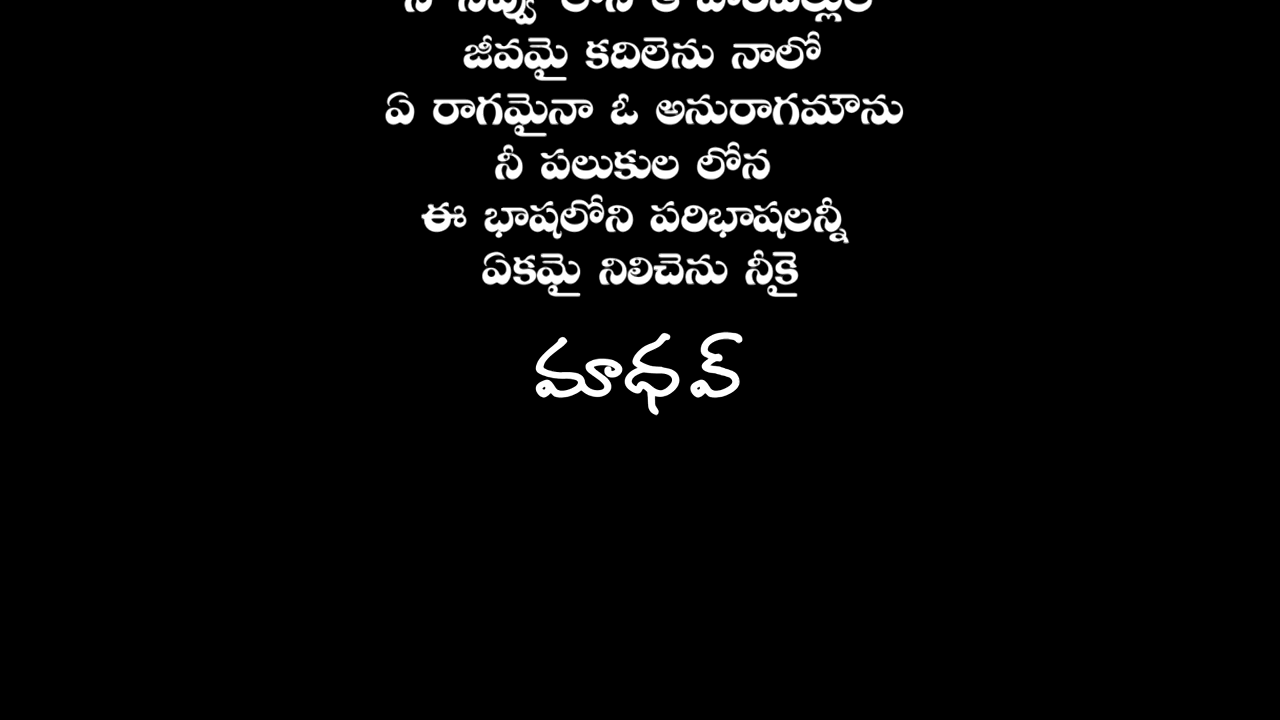 జీవమై కదిలెను నాలో
ఏ రాగమైనా ఓ అనురాగమౌను
నీ పలుకుల లోన
ఈ భాషలోని పరిభాషలన్నీ
ఏకమై నిలిచెను నీకై
మాధవ్